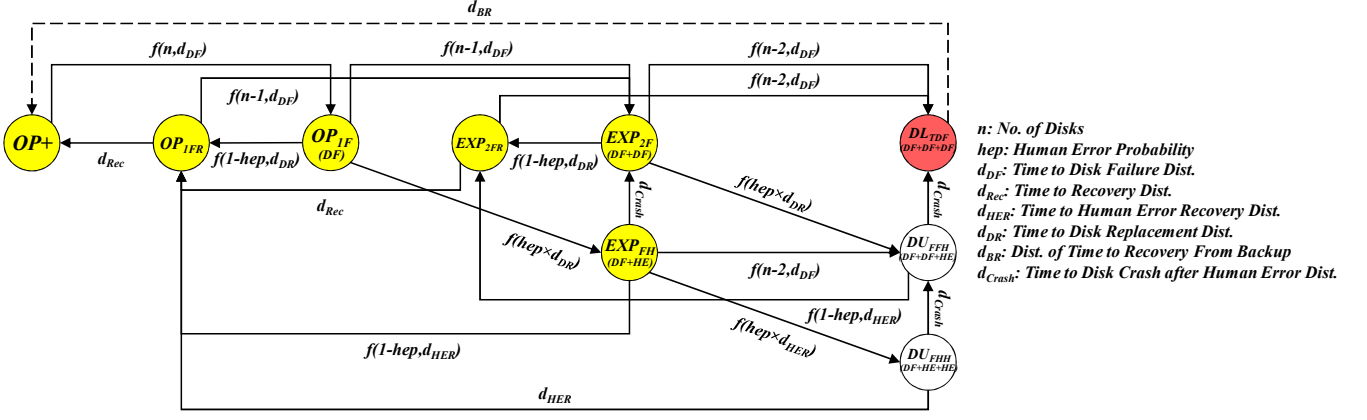 d_BR
f(n,d_DF)
f(n-1,d_DF)
f(n-2,d_DF)
f(n-2,d_DF)
f(n-1,d_DF)
OP+
OP_1FR
OP_1F
(DF)
EXP_2FR
EXP_2F
(DF+DF)
DL_TDF
(DF+DF+DF)
d_Rec
f(1-hep,d_DR)
f(1-hep,d_DR)
d_Rec
d_Crash
f(hep×d_DR)
d_Crash
f(hep×d_DR)
EXP_FH
(DF+HE)
f(n-2,d_DF)
DU_FFH
(DF+DF+HE)
f(1-hep,d_HER)
d_Crash
f(hep×d_HER)
f(1-hep,d_HER)
DU_FHH
(DF+HE+HE)
d_HER
n: No. of Disks
hep: Human Error Probability
d_DF: Time to Disk Failure Dist.
d_Rec: Time to Recovery Dist.
d_HER: Time to Human Error Recovery Dist.
d_DR: Time to Disk Replacement Dist.
d_BR: Dist. of Time to Recovery From Backup
d_Crash: Time to Disk Crash after Human Error Dist.